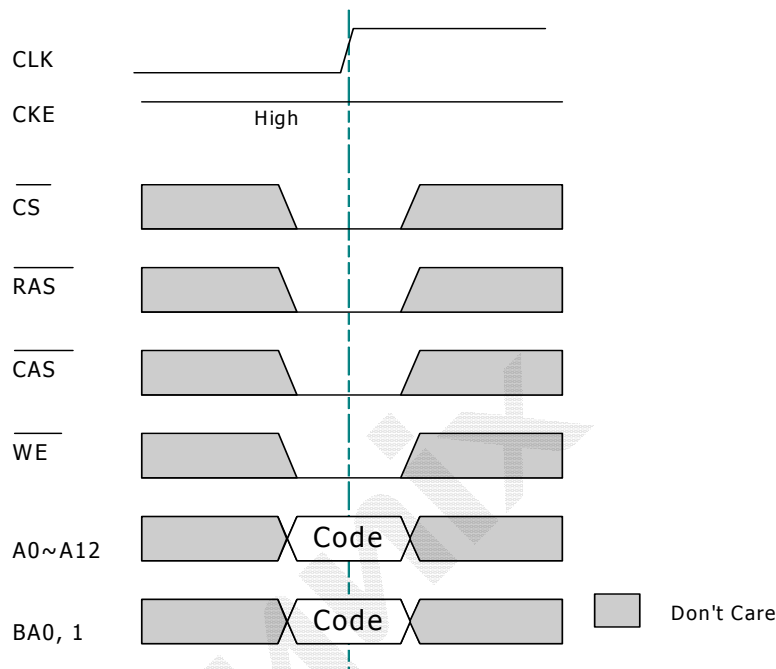 CLK
CKE
High
CS
RAS
CAS
WE
A0~A12
Code
BA0, 1
Code
Don't Care